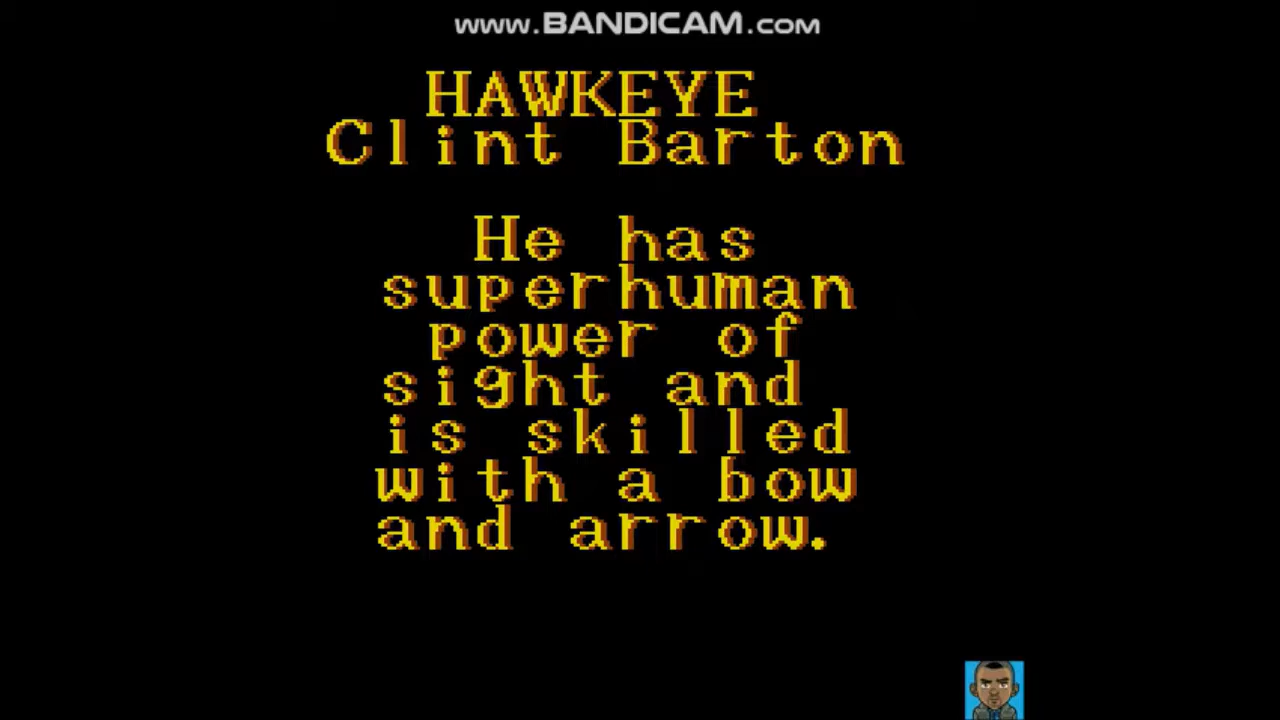 www.BANDICAM.com
HAWKEYE
Clint Barton
He has
superhuman
power of
sight and
is skilled
with a bow
and arrow.